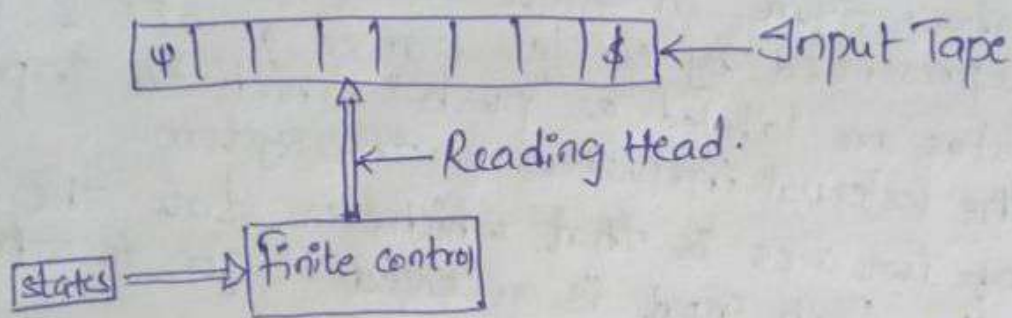 ψ $ Input Tape
Reading Head.
states finite control